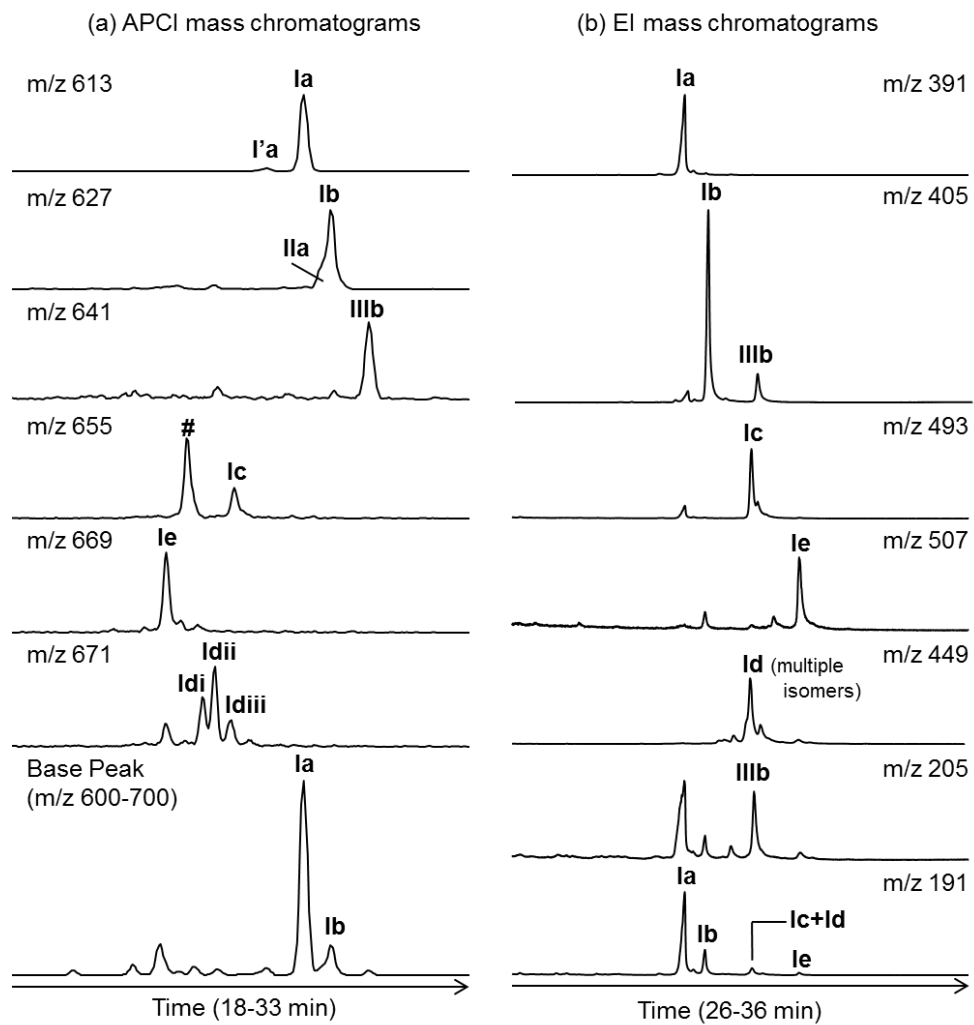 (a) APCI mass chromatograms
m/z 613
Ia
I'a
m/z 627
Ib
IIa
m/z 641
IIIb
m/z 655
#
Ic
m/z 669
Ie
m/z 671
Idi
Idii
Idiii
Base Peak
(m/z 600-700)
Ia
Ib
Time (18-33 min)
(b) EI mass chromatograms
Ia
m/z 391
Ib
m/z 405
IIIb
Ic
m/z 493
Ie
m/z 507
Id (multiple
isomers)
m/z 449
IIIb
m/z 205
Ia
m/z 191
Ib
Ic+Id
Ie
Time (26-36 min)